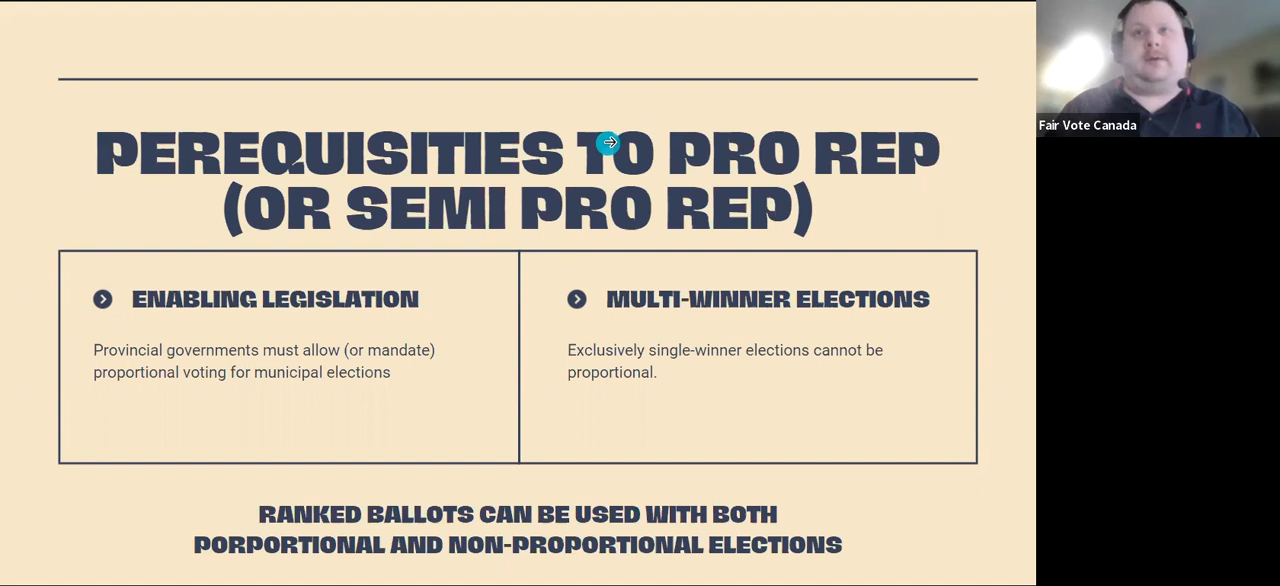 PEREQUISITIES TO PRO REP
(OR SEMI PRO REP)
ENABLING LEGISLATION
Provincial governments must allow (or mandate)
proportional voting for municipal elections
MULTI-WINNER ELECTIONS
Exclusively single-winner elections cannot be
proportional.
RANKED BALLOTS CAN BE USED WITH BOTH
PORPORTIONAL AND NON-PROPORTIONAL ELECTIONS
Fair Vote Canada